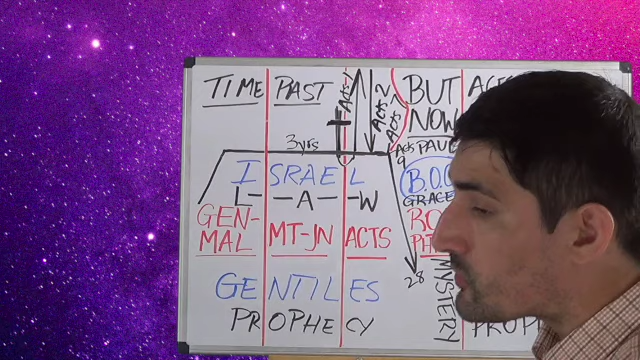 TIME PAST BUT
NOW
Acts-1
Acts 2
Acts 7
Acts 9
PAUL
3yrs
ISRAEL
L-A-W
GRACE
GEN-MAL MT-JN ACTS
28
MYSTERY
GENTILES
PROPHECY